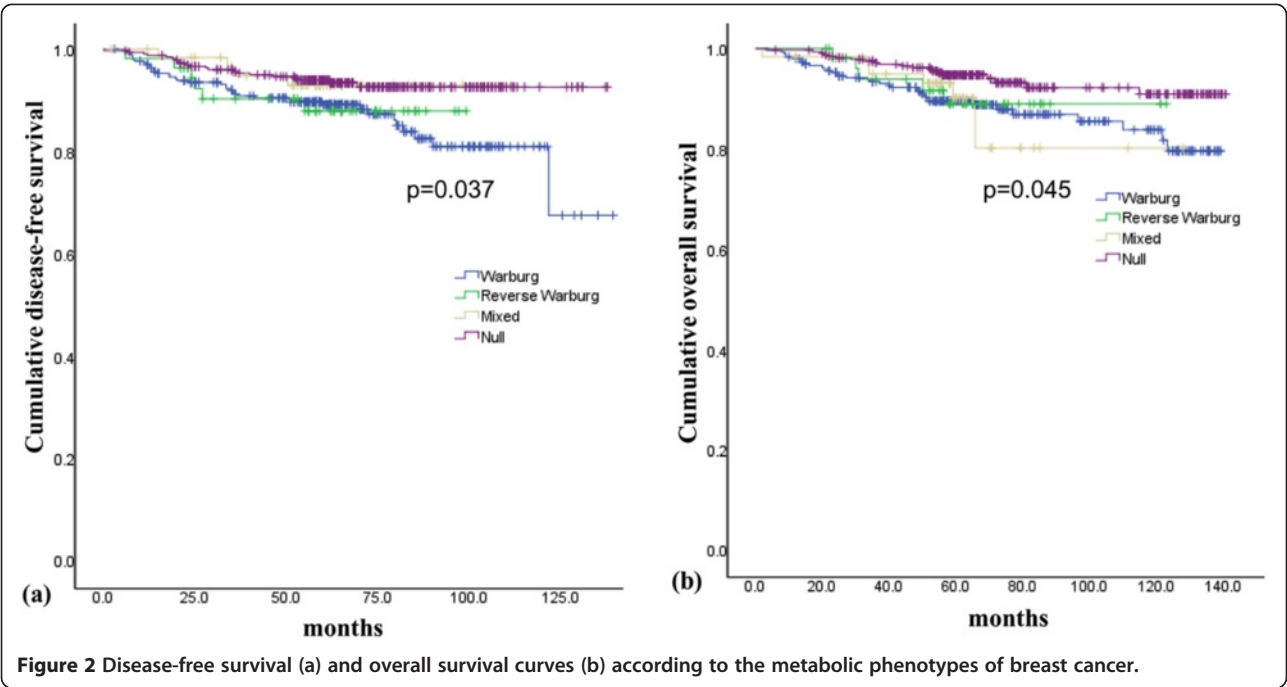 Cumulative disease-free survival
1.0
0.8
0.6
0.4
0.2
0.0
p=0.037
Warburg
Reverse Warburg
Mixed
Null
(a)
0.0 25.0 50.0 75.0 100.0 125.0
months
Cumulative overall survival
1.0
0.8
0.6
0.4
0.2
0.0
p=0.045
Warburg
Reverse Warburg
Mixed
Null
(b)
0.0 20.0 40.0 60.0 80.0 100.0 120.0 140.0
months
Figure 2 Disease-free survival (a) and overall survival curves (b) according to the metabolic phenotypes of breast cancer.